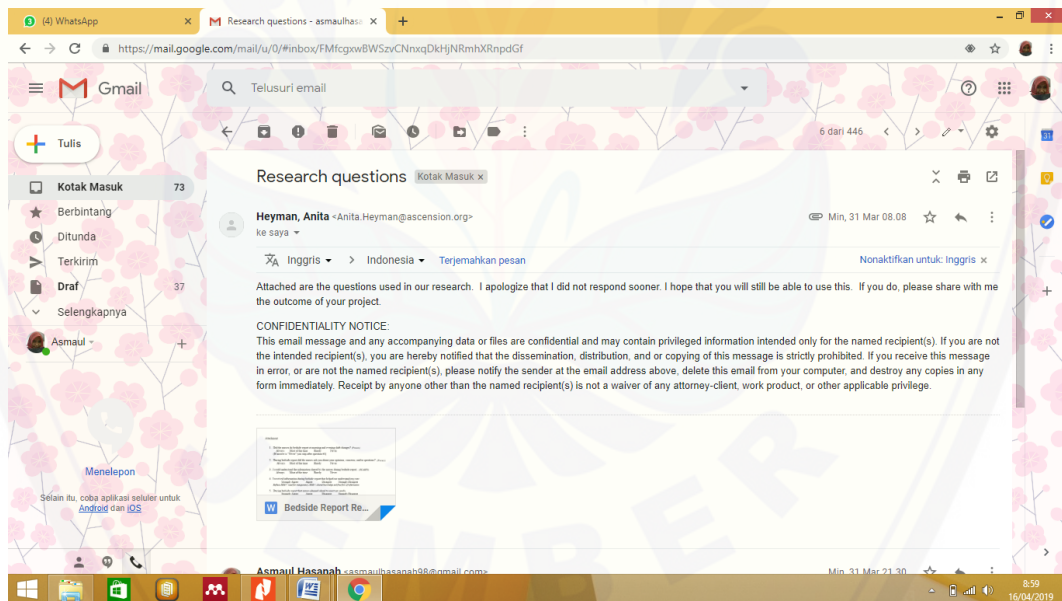 (4) WhatsApp
Research questions - asmaulhasa
https://mail.google.com/mail/u/0/#inbox/FMfcgxwBWSzvCNnxqDkHjNRmhXRnpdGf
Gmail
Telusuri email
Tulis
6 dari 446
31
Kotak Masuk 73
Berbintang
Ditunda
Terkirim
Draf 37
Selengkapnya
Asmaul
Research questions Kotak Masuk x
Heyman, Anita <Anita.Heyman@ascension.org>
Min, 31 Mar 08.08
ke saya
Inggris > Indonesia Terjemahkan pesan Nonaktifkan untuk: Inggris x
Attached are the questions used in our research. I apologize that I did not respond sooner. I hope that you will still be able to use this. If you do, please share with me
the outcome of your project.
CONFIDENTIALITY NOTICE:
This email message and any accompanying data or files are confidential and may contain privileged information intended only for the named recipient(s). If you are not
the intended recipient(s), you are hereby notified that the dissemination, distribution, and or copying of this message is strictly prohibited. If you receive this message
in error, or are not the named recipient(s), please notify the sender at the email address above, delete this email from your computer, and destroy any copies in any
form immediately. Receipt by anyone other than the named recipient(s) is not a waiver of any attorney-client, work product, or other applicable privilege.
W Bedside Report Re...
Menelepon
Selain itu, coba aplikasi seluler untuk
Android dan iOS
Asmaul Hasanah <asmaulhasanah98@gmail.com>
Min, 31 Mar 21.30
8:59
16/04/2019